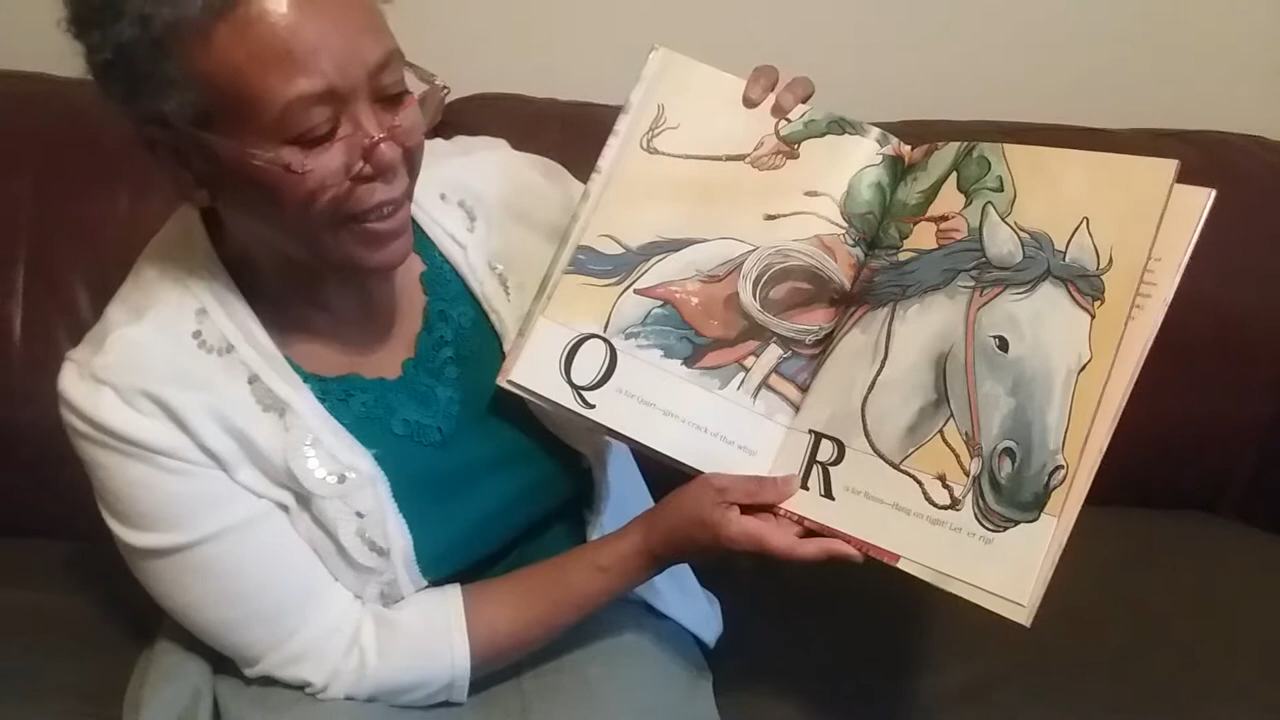 Q is for Quirt—give a crack of that whip!
R is for Reins—Hang on tight! Let 'er rip!